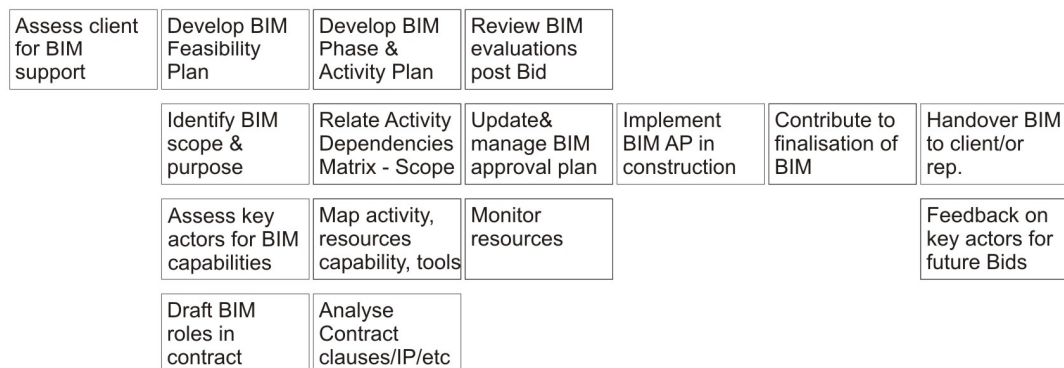 Assess client
for BIM
support
Develop BIM
Feasibility
Plan
Develop BIM
Phase &
Activity Plan
Review BIM
evaluations
post Bid
Identify BIM
scope &
purpose
Relate Activity
Dependencies
Matrix - Scope
Update&
manage BIM
approval plan
Implement
BIM AP in
construction
Contribute to
finalisation of
BIM
Handover BIM
to client/or
rep.
Assess key
actors for BIM
capabilities
Map activity,
resources
capability, tools
Monitor
resources
Feedback on
key actors for
future Bids
Draft BIM
roles in
contract
Analyse
Contract
clauses/IP/etc